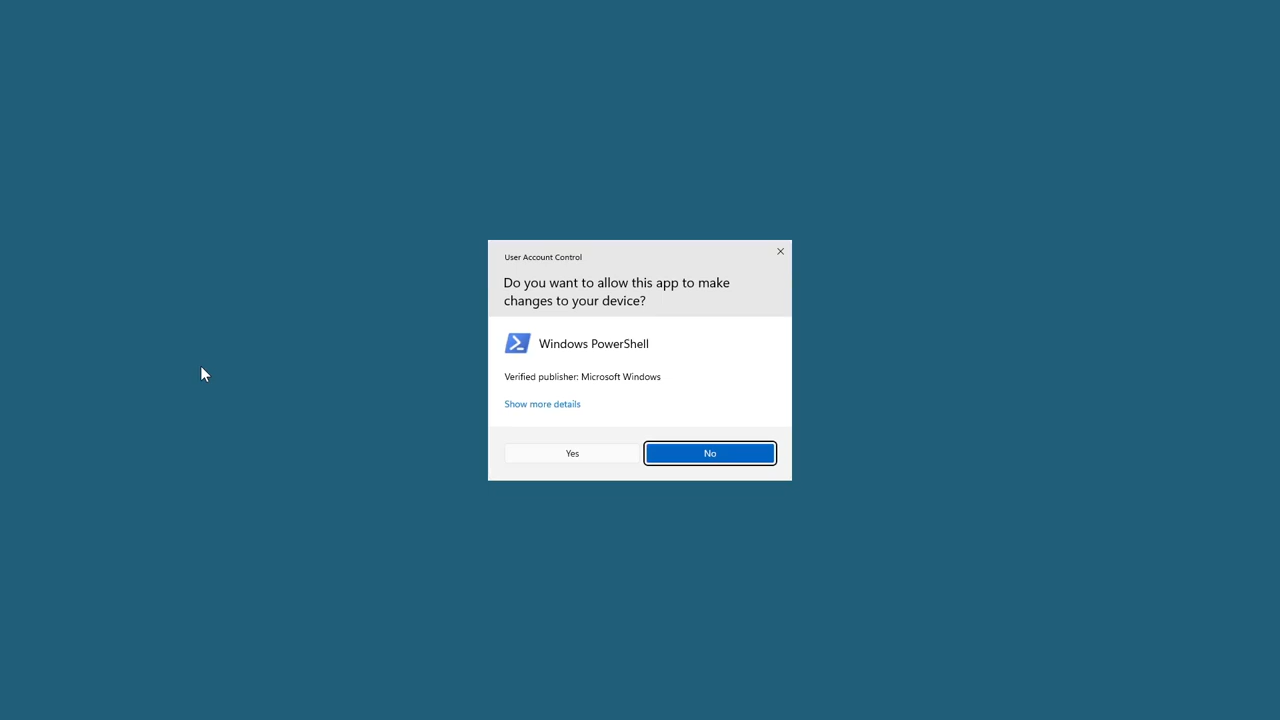 User Account Control
Do you want to allow this app to make
changes to your device?
Windows PowerShell
Verified publisher: Microsoft Windows
Show more details
Yes
No